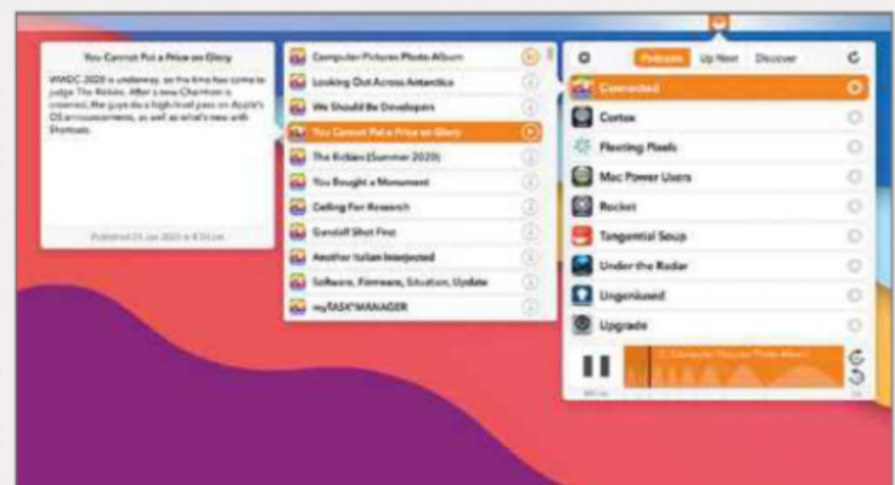 You Cannot Put a Price on Glory
WWDC 2020 is underway, so the time has come to
judge The Rickies. After a new Chairman is
crowned, the guys do a high-level pass on Apple's
OS announcements, as well as what's new with
Shortcuts.
Computer Pictures Photo Album
Looking Out Across Antarctica
We Should Be Developers
You Cannot Put a Price on Glory
The Rickies (Summer 2020)
You Bought a Monument
Calling For Research
Gandalf Shot First
Another Italian Interjected
Software, Firmware, Situation, Update
myTASK*MANAGER
Podcasts
Up Next
Discover
Connected
Cortex
Fleeting Pixels
Mac Power Users
Rocket
Tangential Soup
Under the Radar
Ungeniused
Upgrade
Computer Pictures Photo Album